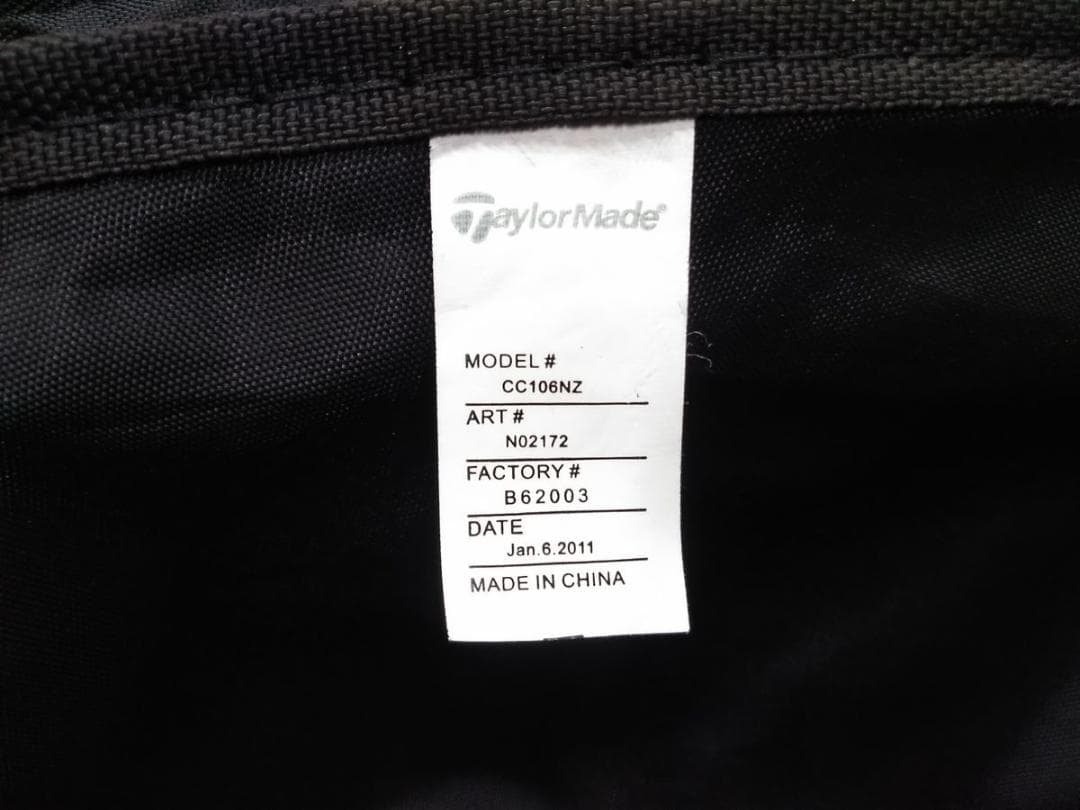 TaylorMade®
MODEL #
CC106NZ
ART #
N02172
FACTORY #
B62003
DATE
Jan.6.2011
MADE IN CHINA